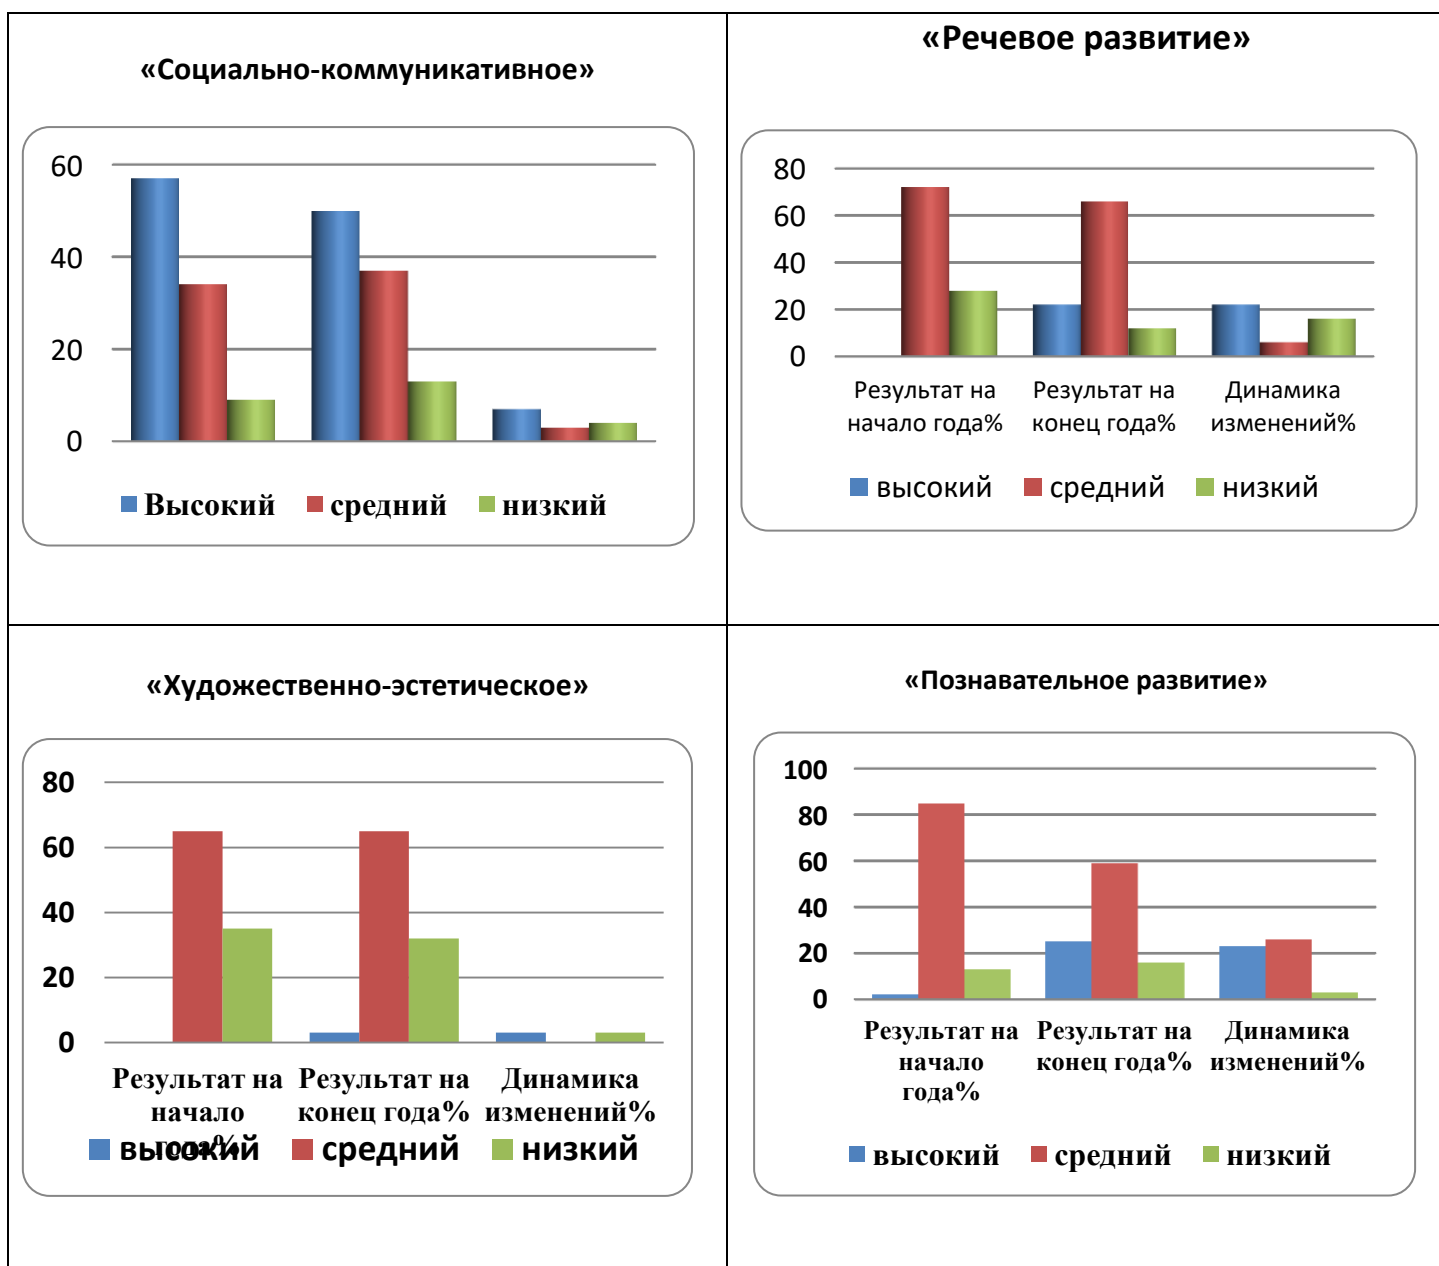 «Социально-коммуникативное»
60
40
20
0
Высокий средний низкий
«Речевое развитие»
80
60
40
20
0
Результат на Результат на Динамика
начало года% конец года% изменений%
высокий средний низкий
«Художественно-эстетическое»
80
60
40
20
0
Результат на Результат на Динамика
начало конец года% изменений%
года%
высокий средний низкий
«Познавательное развитие»
100
80
60
40
20
0
Результат на Результат на Динамика
начало конец года% изменений%
года%
высокий средний низкий